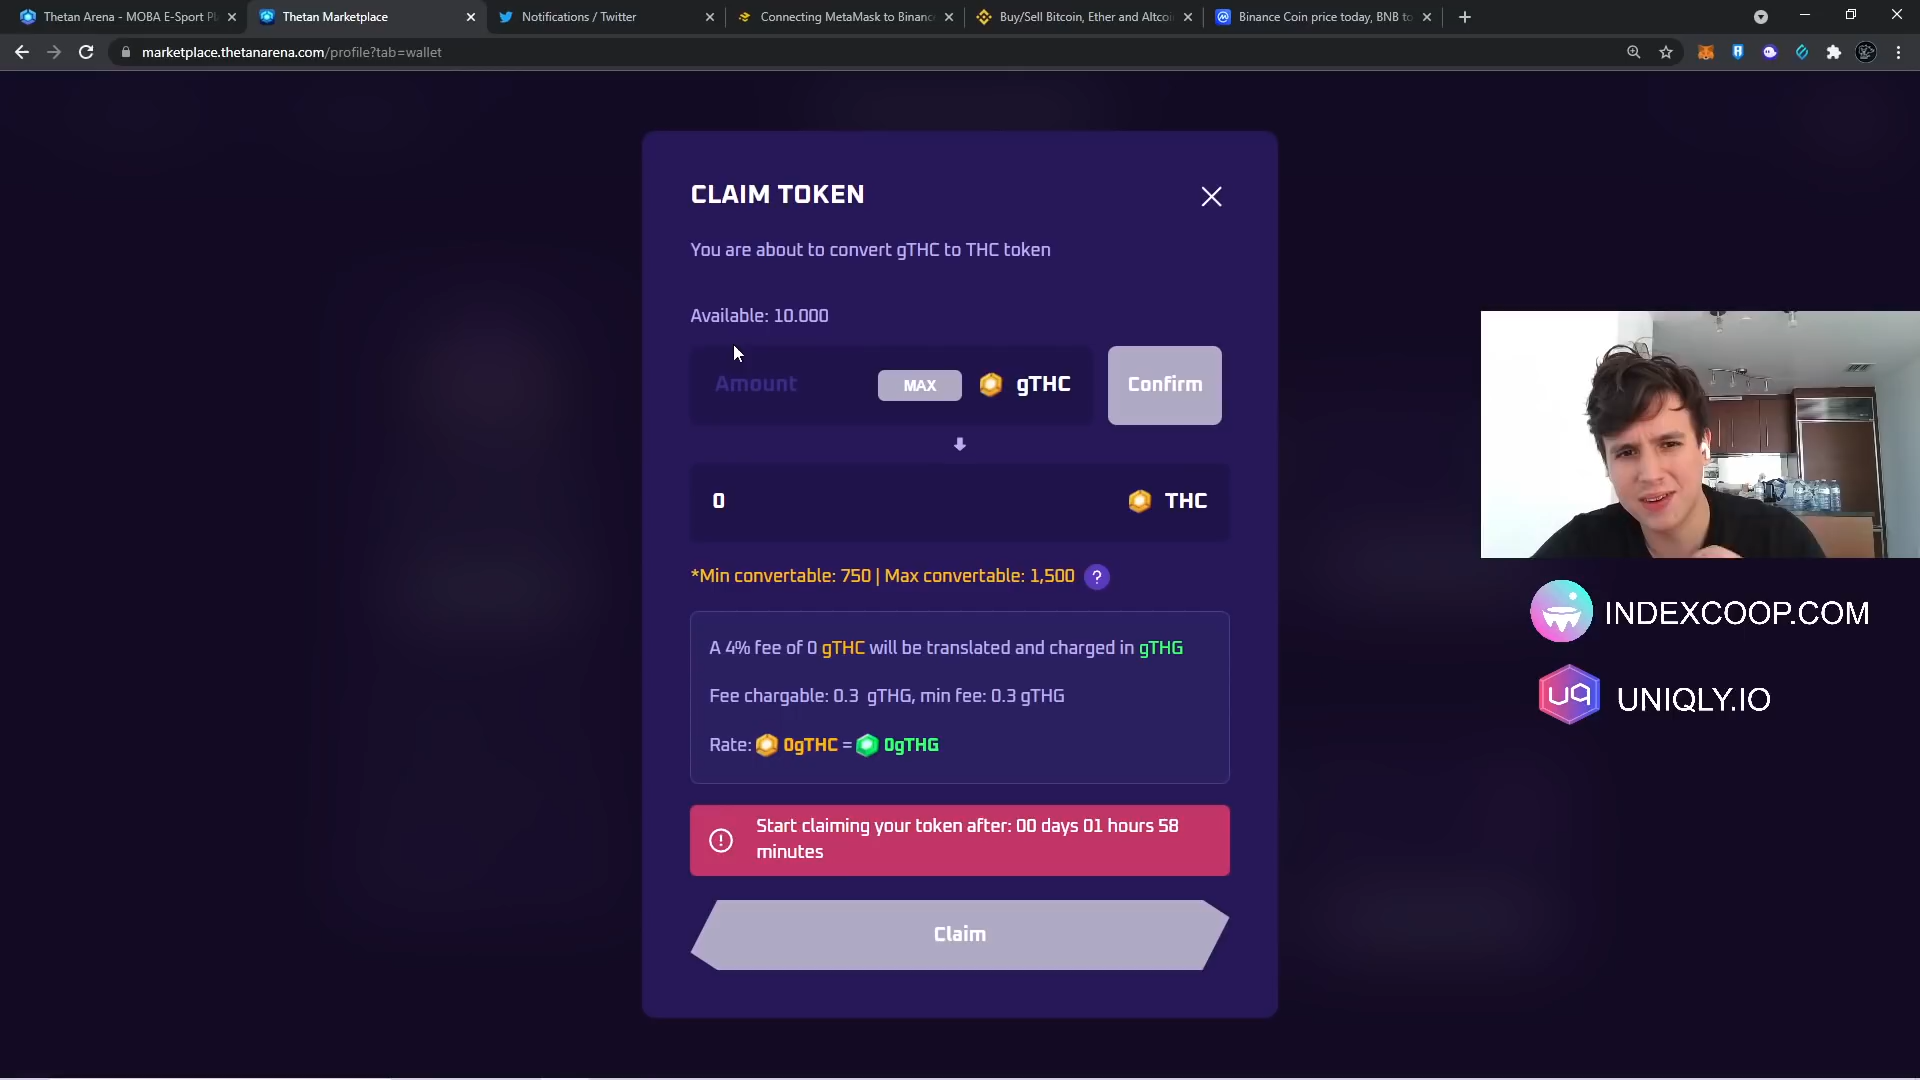 Thetan Arena - MOBA E-Sport Pl
Thetan Marketplace
Notifications / Twitter
Connecting MetaMask to Binance
Buy/Sell Bitcoin, Ether and Altcoi
Binance Coin price today, BNB to
marketplace.thetanarena.com/profile?tab=wallet
CLAIM TOKEN
You are about to convert gTHC to THC token
Available: 10.000
Amount MAX gTHC Confirm
0 THC
*Min convertable: 750 | Max convertable: 1,500 ?
A 4% fee of 0 gTHC will be translated and charged in gTHG
Fee chargable: 0.3 gTHG, min fee: 0.3 gTHG
Rate: 0gTHC = 0gTHG
Start claiming your token after: 00 days 01 hours 58
minutes
Claim
INDEXCOOP.COM
UQ UNIQLY.IO